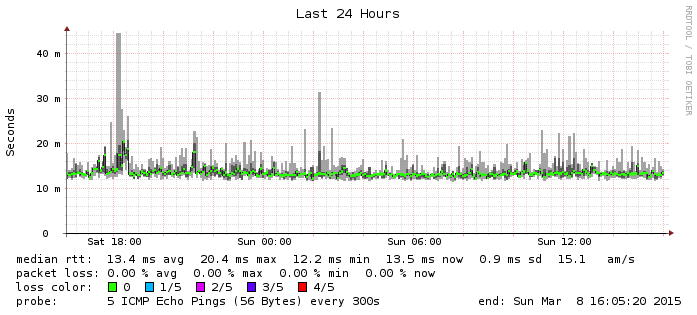 Last 24 Hours
RRDTOOL / TOBI OETIKER
Seconds
40 m
30 m
20 m
10 m
0
Sat 18:00 Sun 00:00 Sun 06:00 Sun 12:00
median rtt: 13.4 ms avg 20.4 ms max 12.2 ms min 13.5 ms now 0.9 ms sd 15.1 am/s
packet loss: 0.00 % avg 0.00 % max 0.00 % min 0.00 % now
loss color: 0 1/5 2/5 3/5 4/5
probe: 5 ICMP Echo Pings (56 Bytes) every 300s end: Sun Mar 8 16:05:20 2015